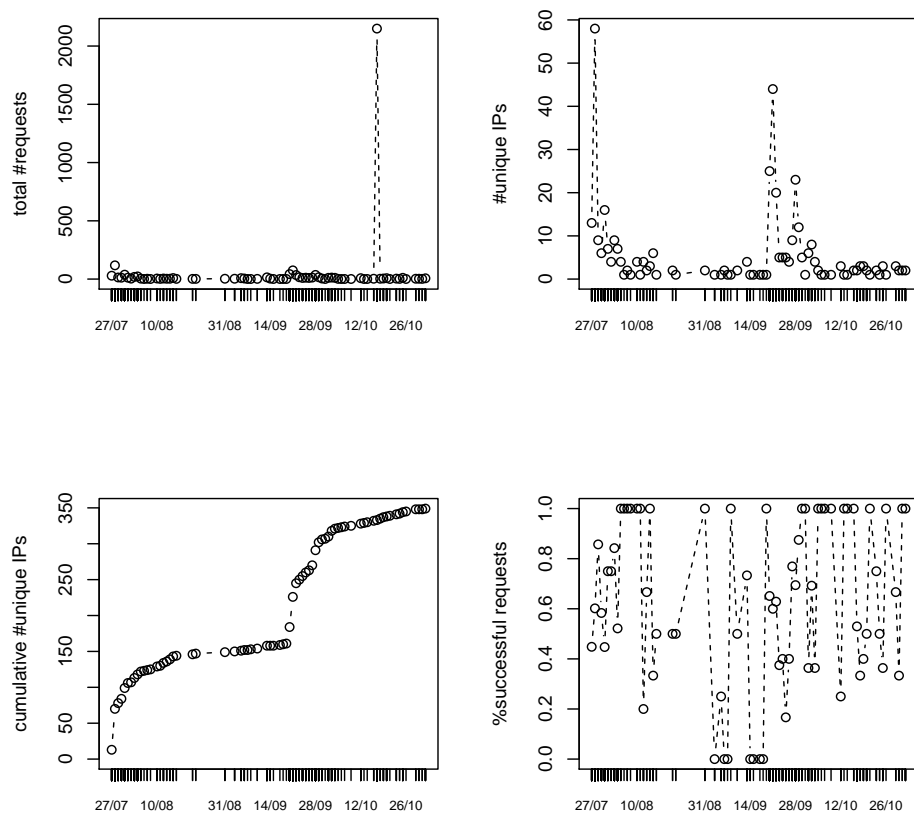 total #requests
0 500 1000 1500 2000
27/07 10/08 31/08 14/09 28/09 12/10 26/10
#unique IPs
0 10 20 30 40 50 60
27/07 10/08 31/08 14/09 28/09 12/10 26/10
cumulative #unique IPs
0 50 150 250 350
27/07 10/08 31/08 14/09 28/09 12/10 26/10
%successful requests
0.0 0.2 0.4 0.6 0.8 1.0
27/07 10/08 31/08 14/09 28/09 12/10 26/10